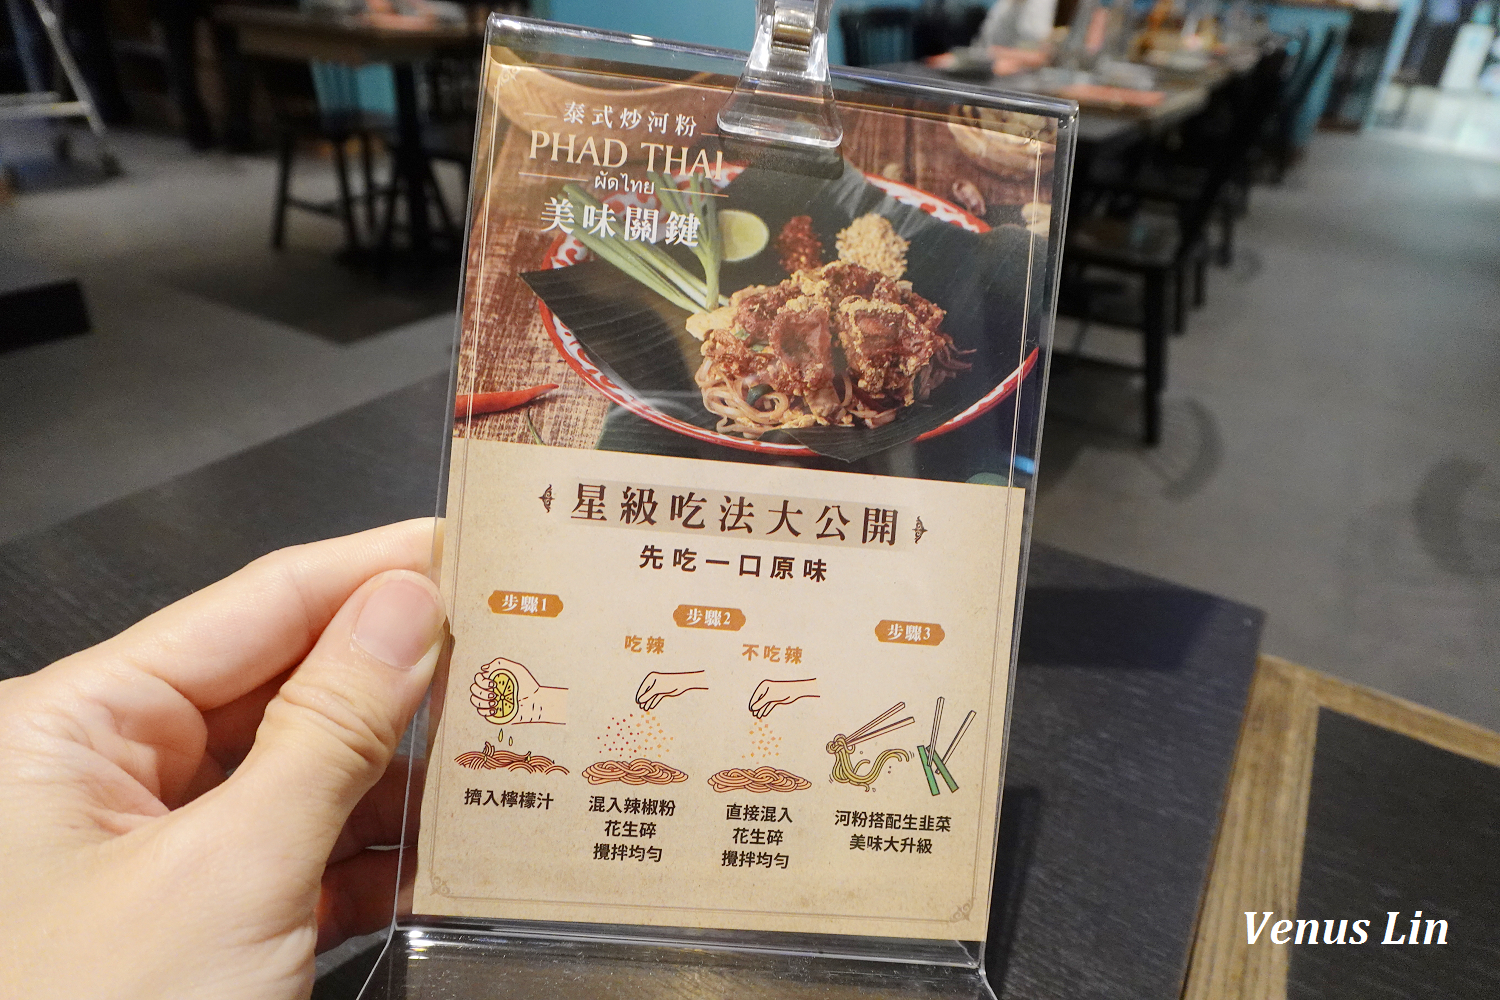 泰式炒河粉
PHAD THAI
ผัดไทย
美味關鍵
星級吃法大公開
先吃一口原味
步驟1
擠入檸檬汁
步驟2
吃辣
混入辣椒粉
花生碎
攪拌均勻
不吃辣
直接混入
花生碎
攪拌均勻
步驟3
河粉搭配生韭菜
美味大升級
Venus Lin